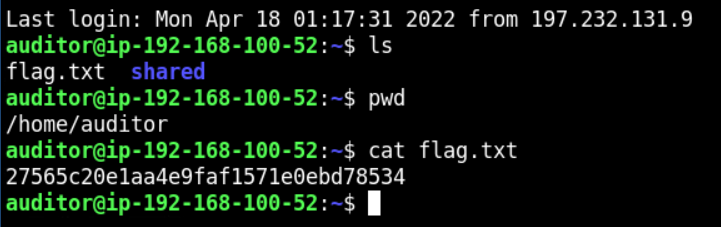 Last login: Mon Apr 18 01:17:31 2022 from 197.232.131.9
auditor@ip-192-168-100-52:~$ ls
flag.txt  shared
auditor@ip-192-168-100-52:~$ pwd
/home/auditor
auditor@ip-192-168-100-52:~$ cat flag.txt
27565c20e1aa4e9faf1571e0ebd78534
auditor@ip-192-168-100-52:~$